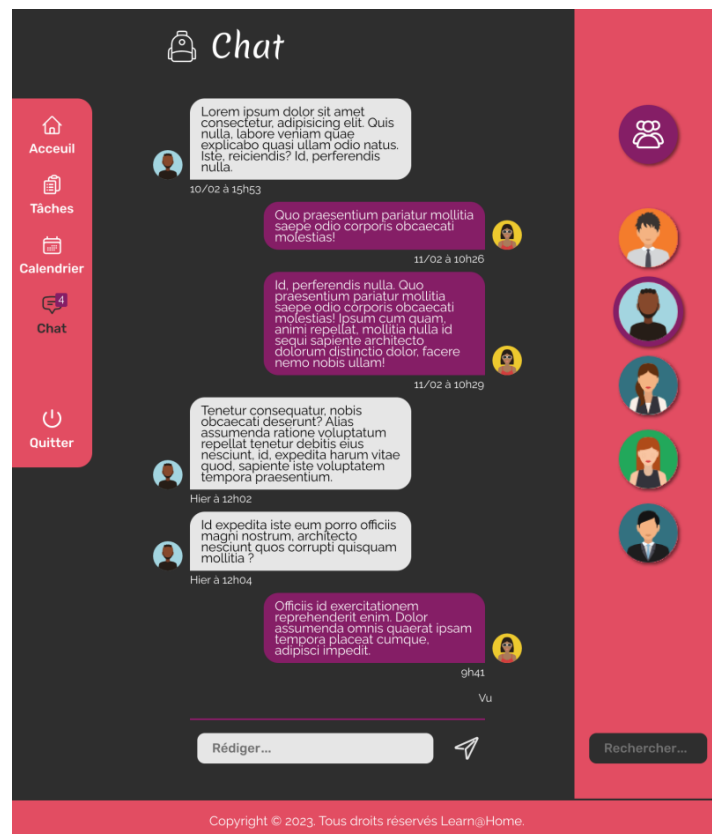 Chat
Acceuil
Tâches
Calendrier
4
Chat
Quitter
Lorem ipsum dolor sit amet
consectetur, adipisicing elit. Quis
nulla, labore veniam quae
explicabo quasi ullam odio natus.
Iste, reiciendis? Id, perferendis
nulla.
10/02 à 15h53
Quo praesentium pariatur mollitia
saepe odio corporis obcaecati
molestias!
11/02 à 10h26
Id, perferendis nulla. Quo
praesentium pariatur mollitia
saepe odio corporis obcaecati
molestias! Ipsum cum quam,
animi repellat, mollitia nulla id
sequi sapiente architecto
dolorum distinctio dolor, facere
nemo nobis ullam!
11/02 à 10h29
Tenetur consequatur, nobis
obcaecati deserunt? Alias
assumenda ratione voluptatum
repellat tenetur debitis eius
nesciunt, id, expedita harum vitae
quod, sapiente iste voluptatem
tempora praesentium.
Hier à 12h02
Id expedita iste eum porro officiis
magni nostrum, architecto
nesciunt quos corrupti quisquam
mollitia ?
Hier à 12h04
Officiis id exercitationem
reprehenderit enim. Dolor
assumenda omnis quaerat ipsam
tempora placeat cumque,
adipisci impedit.
9h41
Vu
Rédiger...
Rechercher...
Copyright © 2023. Tous droits réservés Learn@Home.